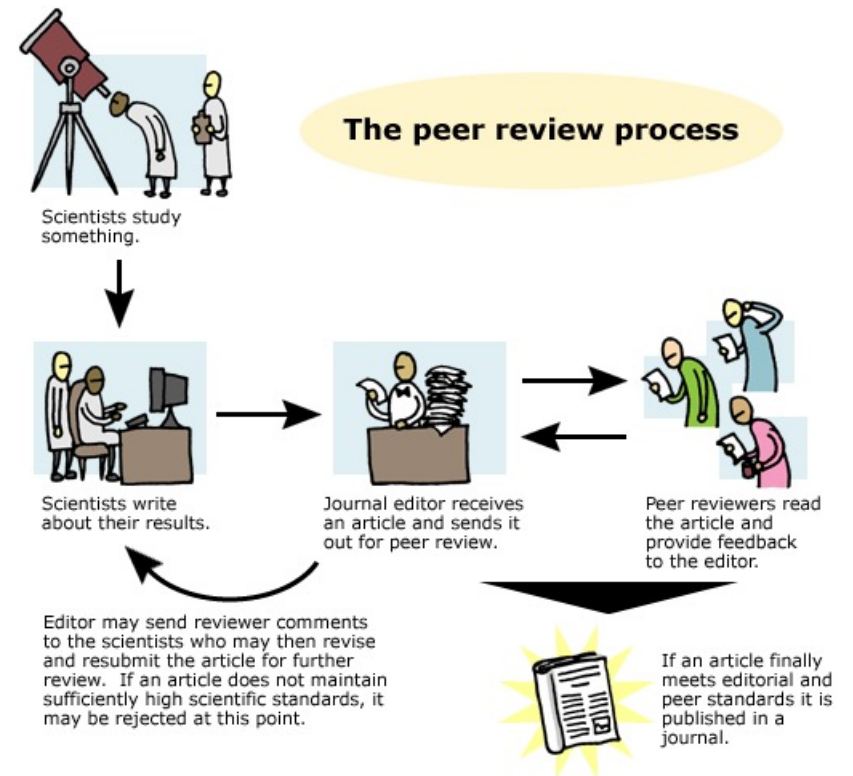 The peer review process
Scientists study
something.
Scientists write
about their results.
Journal editor receives
an article and sends it
out for peer review.
Peer reviewers read
the article and
provide feedback
to the editor.
Editor may send reviewer comments
to the scientists who may then revise
and resubmit the article for further
review.  If an article does not maintain
sufficiently high scientific standards, it
may be rejected at this point.
If an article finally
meets editorial and
peer standards it is
published in a
journal.